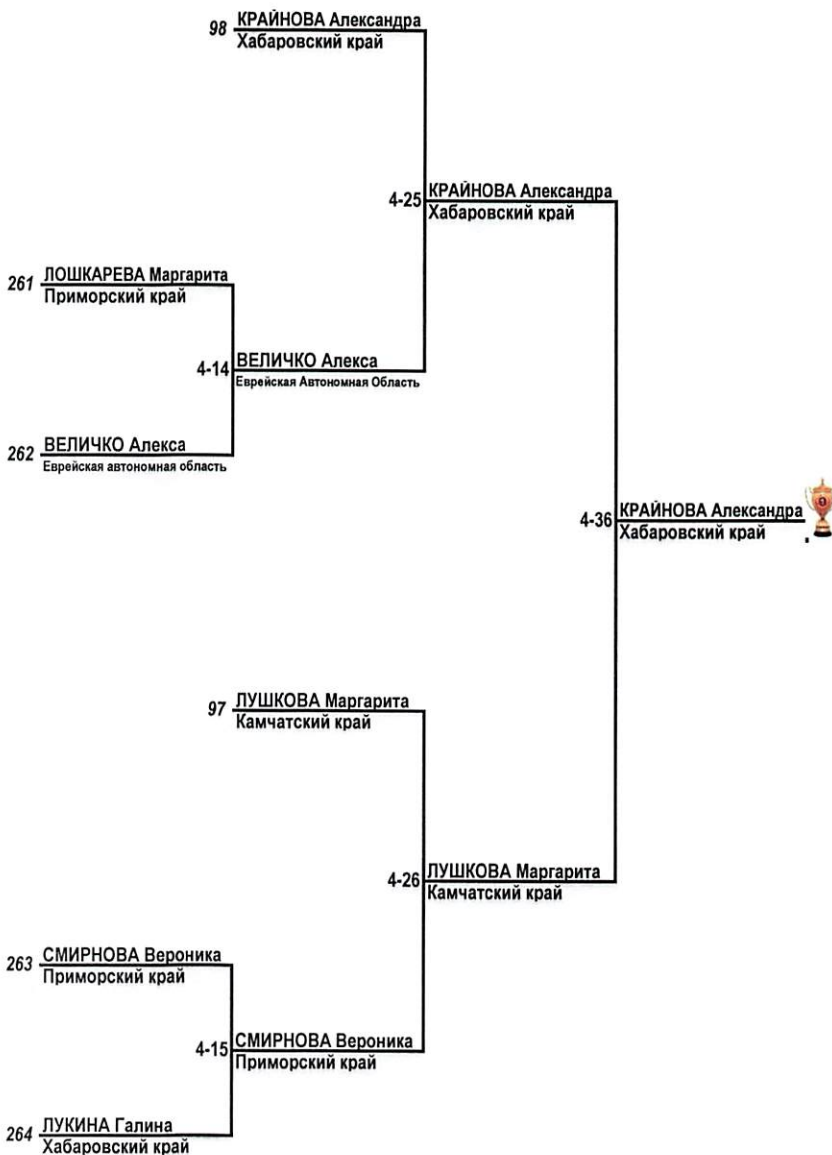 98 КРАЙНОВА Александра
Хабаровский край
4-25 КРАЙНОВА Александра
Хабаровский край
261 ЛОШКАРЕВА Маргарита
Приморский край
4-14 ВЕЛИЧКО Алекса
Еврейская Автономная Область
262 ВЕЛИЧКО Алекса
Еврейская автономная область
4-36 КРАЙНОВА Александра
Хабаровский край
97 ЛУШКОВА Маргарита
Камчатский край
4-26 ЛУШКОВА Маргарита
Камчатский край
263 СМИРНОВА Вероника
Приморский край
4-15 СМИРНОВА Вероника
Приморский край
264 ЛУКИНА Галина
Хабаровский край